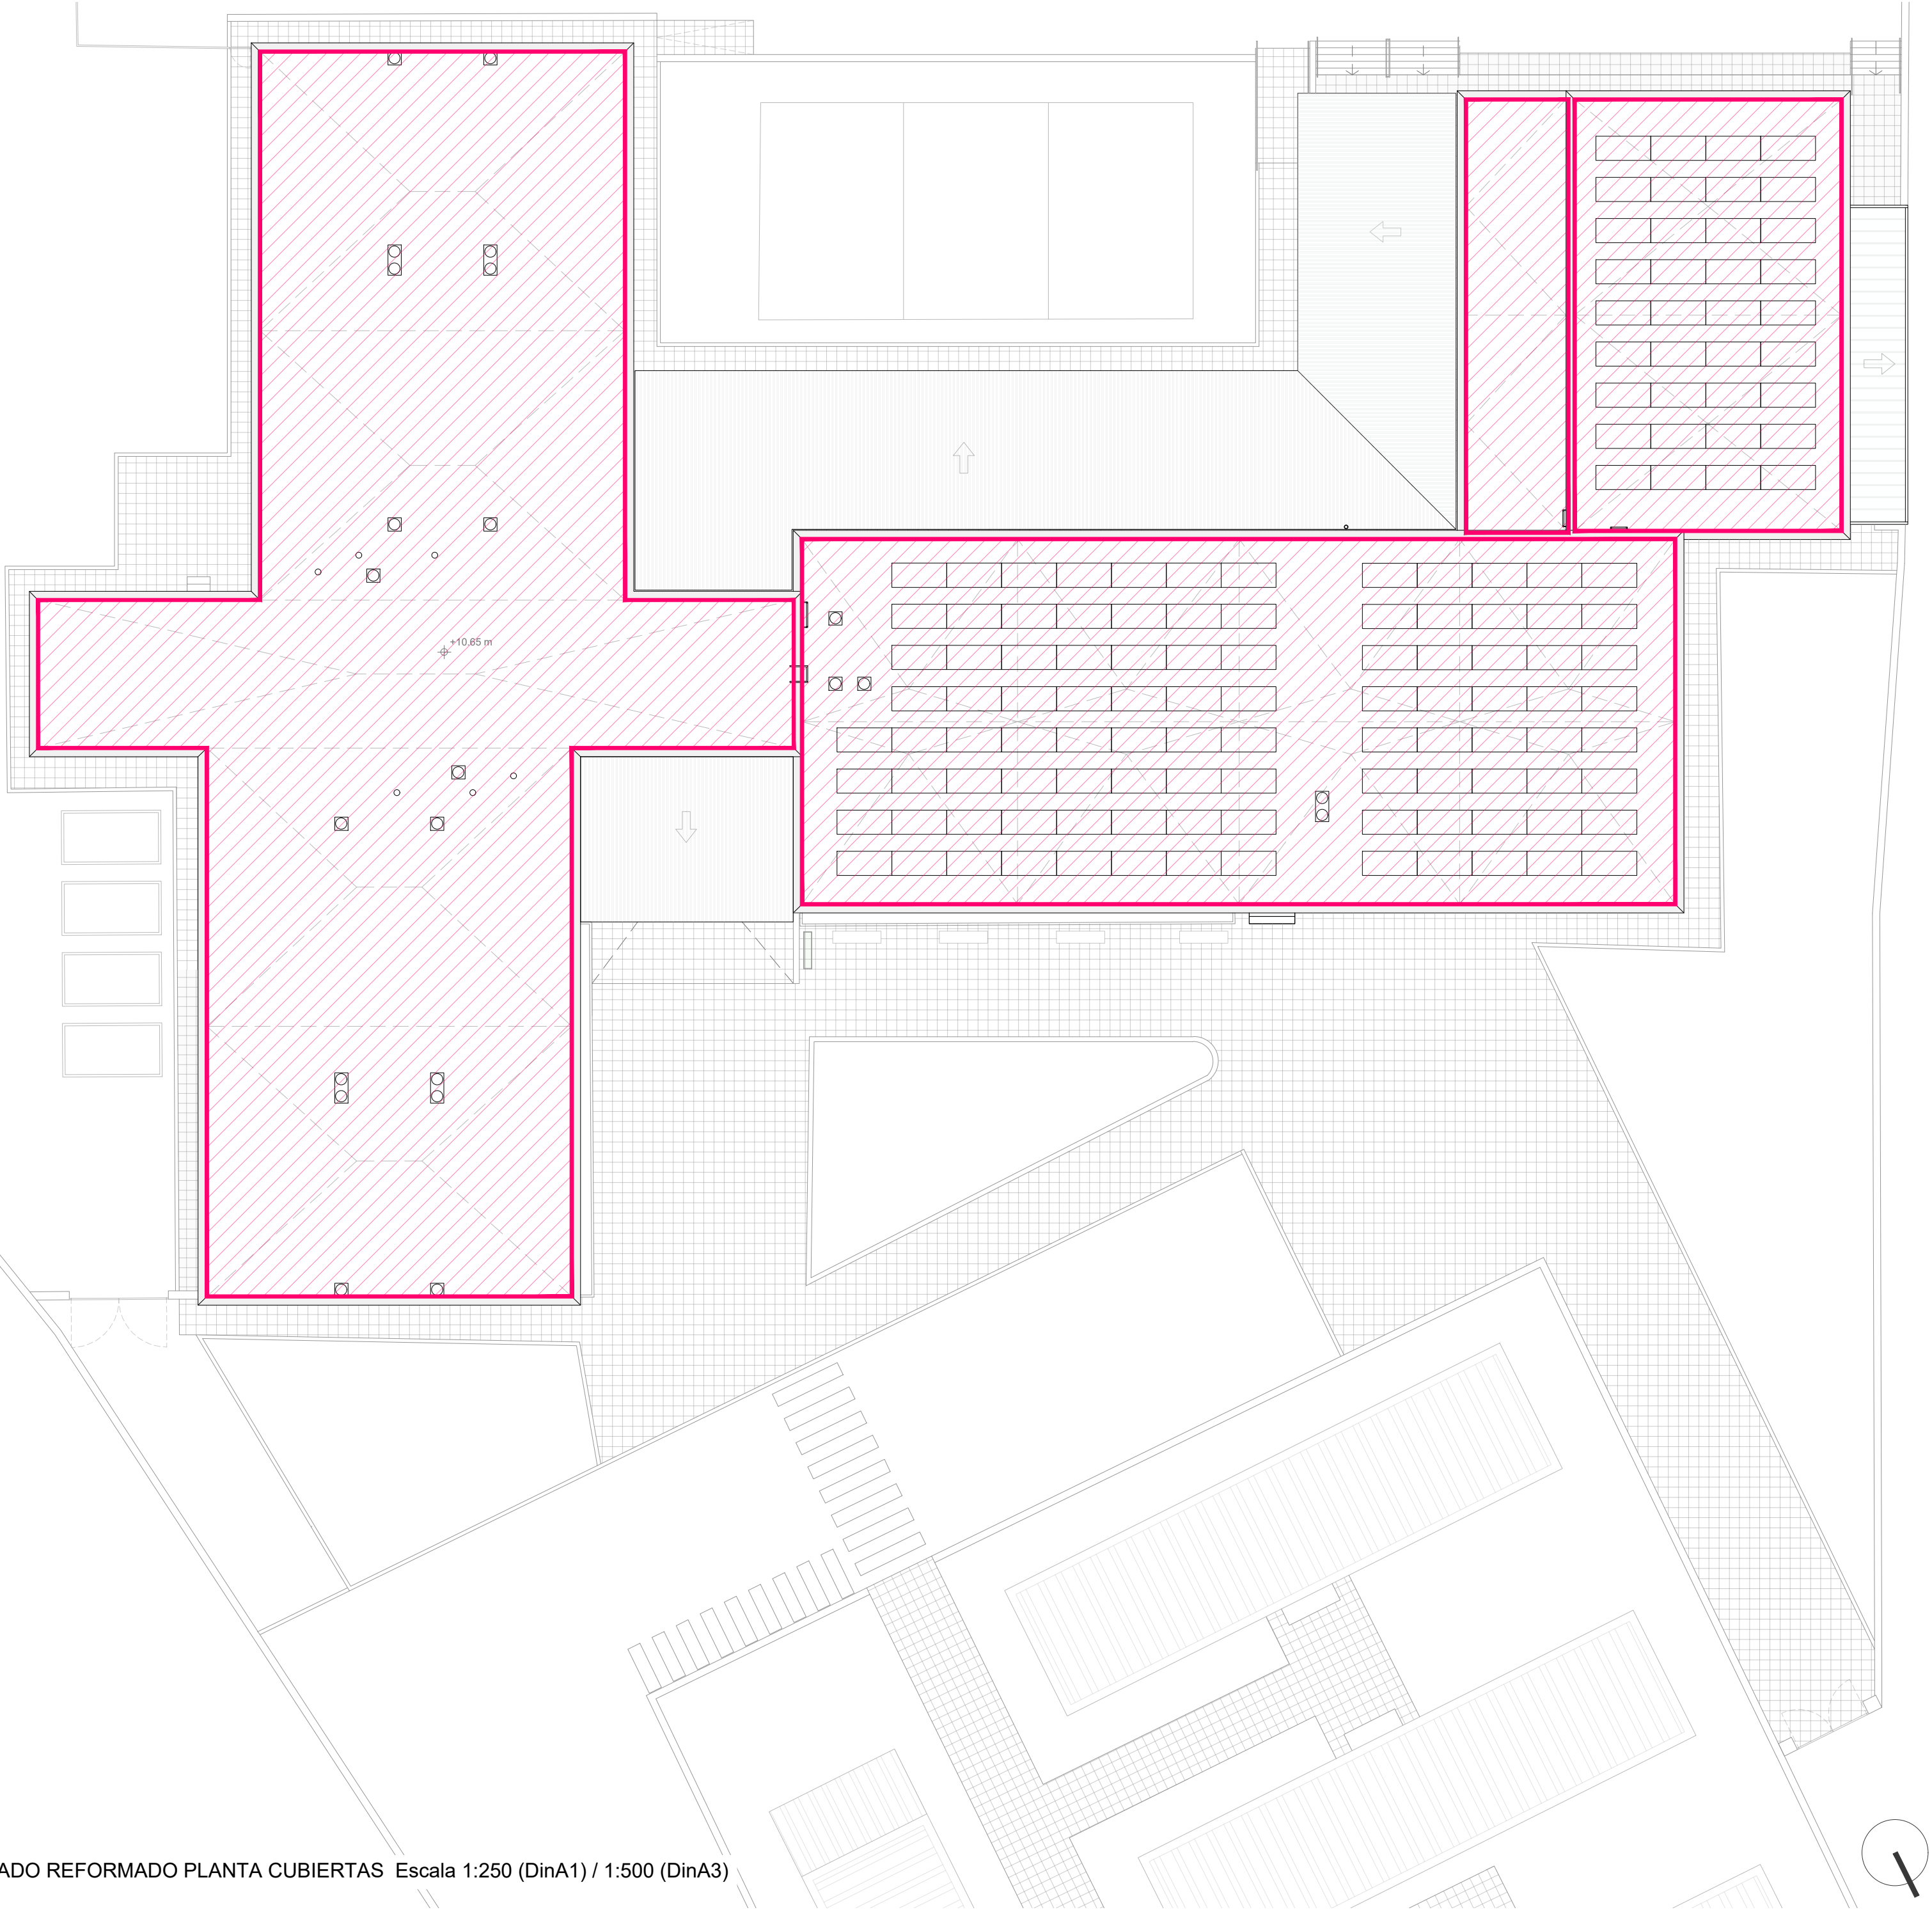 +10.65 m
ADO REFORMADO PLANTA CUBIERTAS Escala 1:250 (DinA1) / 1:500 (DinA3)